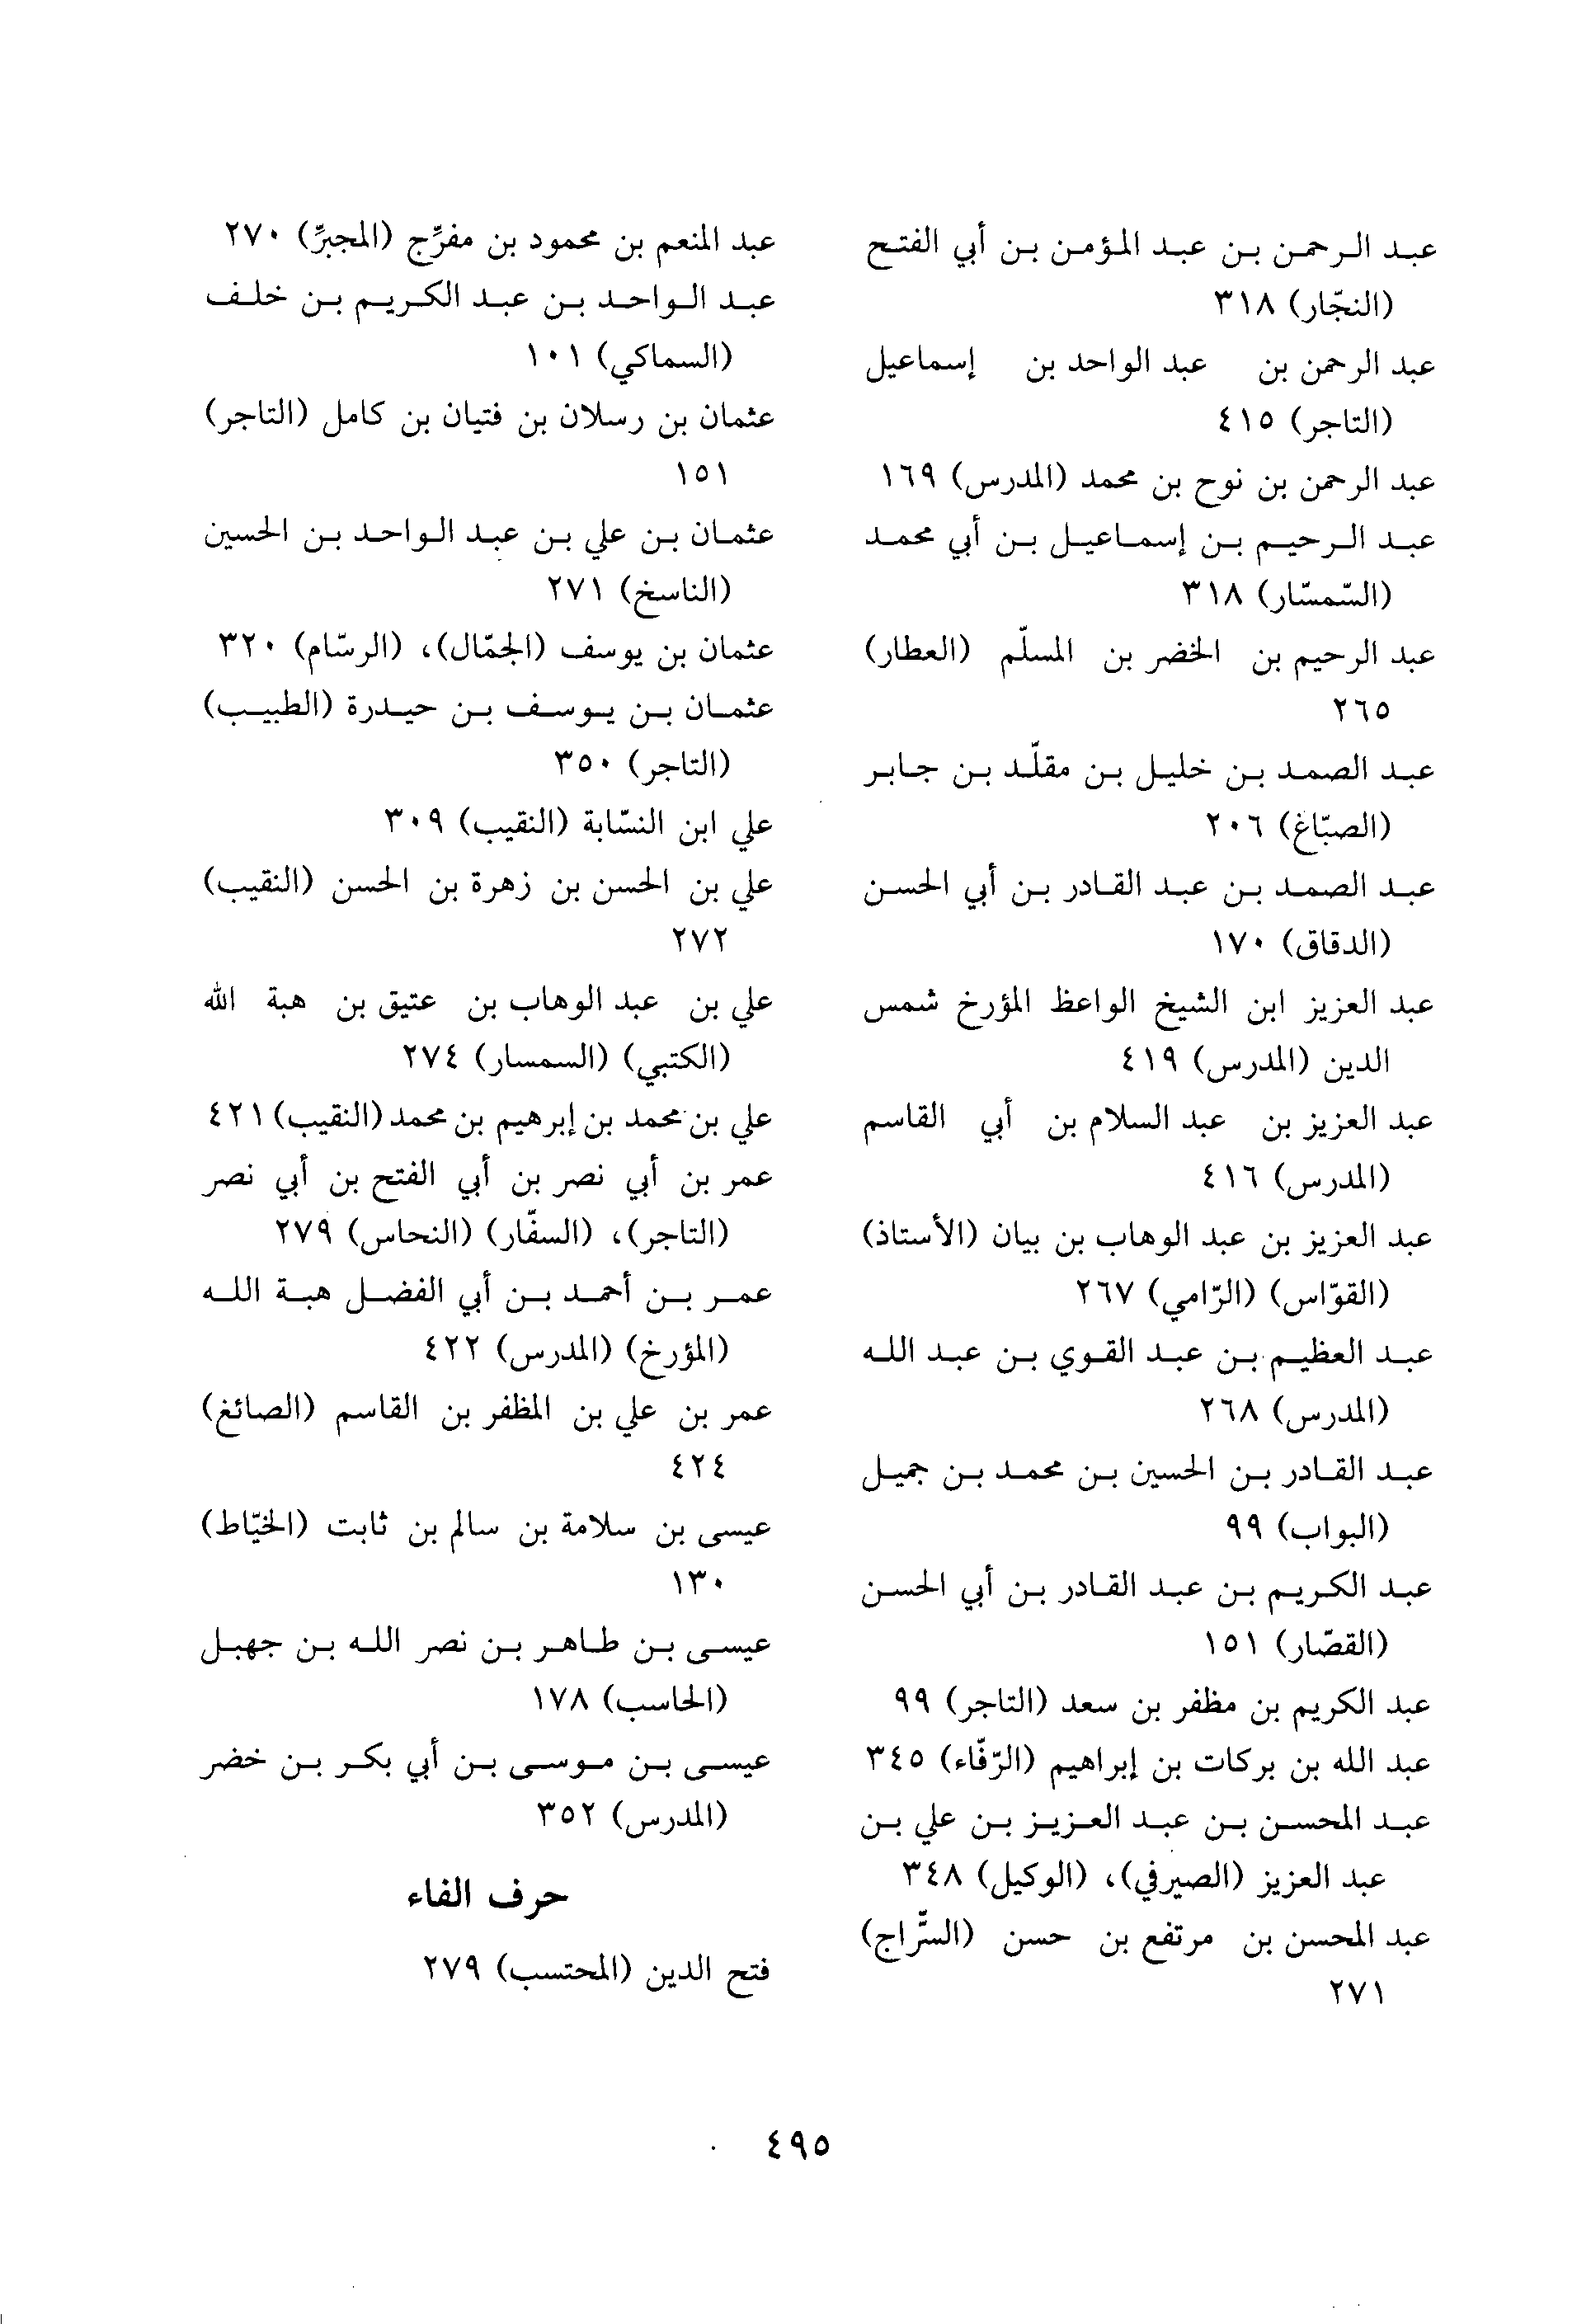 عبد الرحمن بن عبد المؤمن بن أبي الفتح
(النجّار) ٣١٨
عبد الرحمن بن عبد الواحد بن إسماعيل
(التاجر) ٤١٥
عبد الرحمن بن نوح بن محمد (المدرس) ١٦٩
عبد الرحيم بن إسماعيل بن أبي محمد
(السّمسّار) ٣١٨
عبد الرحيم بن الخضر بن المسلّم (العطار)
٢٦٥
عبد الصمد بن خليل بن مقلّد بن جابر
(الصبّاغ) ٢٠٦
عبد الصمد بن عبد القادر بن أبي الحسن
(الدقاق) ١٧٠
عبد العزيز ابن الشيخ الواعظ المؤرخ شمس
الدين (المدرس) ٤١٩
عبد العزيز بن عبد السلام بن أبي القاسم
(المدرس) ٤١٦
عبد العزيز بن عبد الوهاب بن بيان (الأستاذ)
(القوّاس) (الرّامي) ٢٦٧
عبد العظيم بن عبد القوي بن عبد الله
(المدرس) ٢٦٨
عبد القادر بن الحسين بن محمد بن جميل
(البواب) ٩٩
عبد الكريم بن عبد القادر بن أبي الحسن
(القصّار) ١٥١
عبد الكريم بن مظفر بن سعد (التاجر) ٩٩
عبد الله بن بركات بن إبراهيم (الرّفّاء) ٣٤٥
عبد المحسن بن عبد العزيز بن علي بن
عبد العزيز (الصيرفي)، (الوكيل) ٣٤٨
عبد المحسن بن مرتفع بن حسن (السَّراج)
٢٧١
عبد المنعم بن محمود بن مفرِّج (المجبرِّ) ٢٧٠
عبد الواحد بن عبد الكريم بن خلف
(السماكي) ١٠١
عثمان بن رسلان بن فتيان بن كامل (التاجر)
١٥١
عثمان بن علي بن عبد الواحد بن الحسين
(الناسخ) ٢٧١
عثمان بن يوسف (الجمّال)، (الرسّام) ٣٢٠
عثمان بن يوسف بن حيدرة (الطبيب)
(التاجر) ٣٥٠
علي ابن النسّابة (النقيب) ٣٠٩
علي بن الحسن بن زهرة بن الحسن (النقيب)
٢٧٢
علي بن عبد الوهاب بن عتيق بن هبة الله
(الكتبي) (السمسار) ٢٧٤
علي بن محمد بن إبرهيم بن محمد (النقيب) ٤٢١
عمر بن أبي نصر بن أبي الفتح بن أبي نصر
(التاجر)، (السفّار) (النحاس) ٢٧٩
عمر بن أحمد بن أبي الفضل هبة الله
(المؤرخ) (المدرس) ٤٢٢
عمر بن علي بن المظفر بن القاسم (الصائغ)
٤٢٤
عيسى بن سلامة بن سالم بن ثابت (الخيّاط)
١٣٠
عيسى بن طاهر بن نصر الله بن جهبل
(الحاسب) ١٧٨
عيسى بن موسى بن أبي بكر بن خضر
(المدرس) ٣٥٢
حرف الفاء
فتح الدين (المحتسب) ٢٧٩
٤٩٥